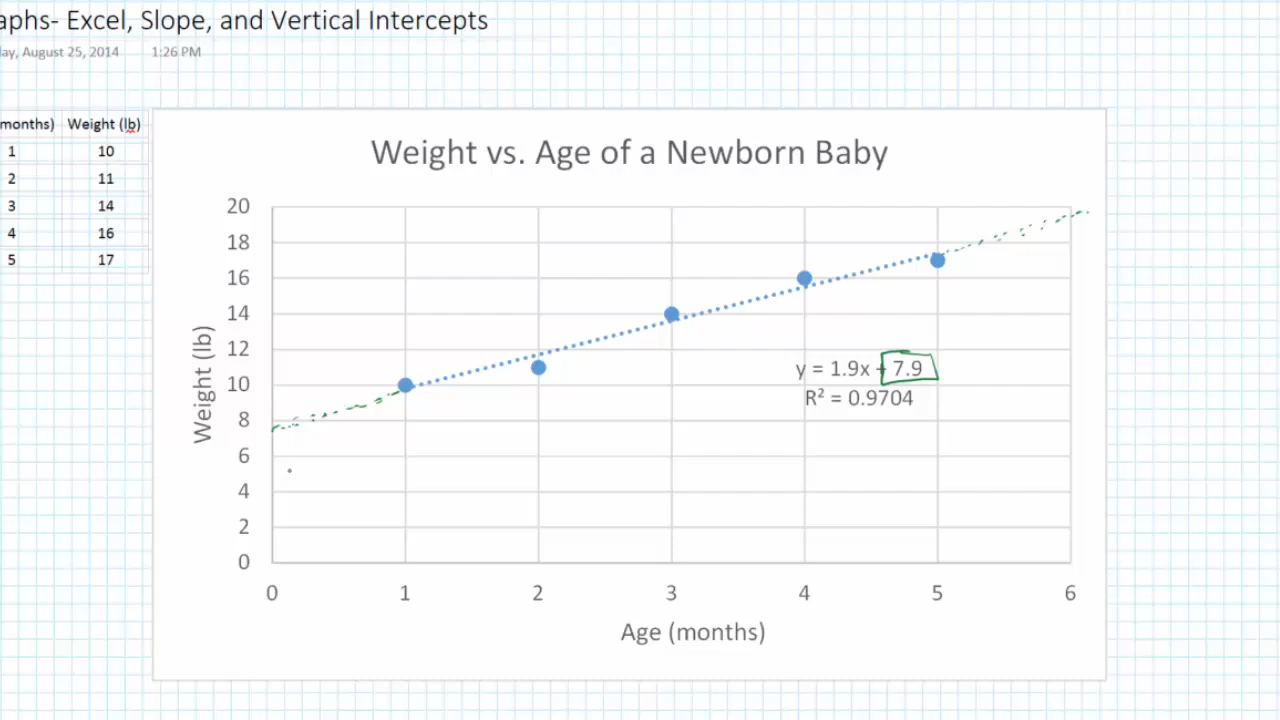 aphs- Excel, Slope, and Vertical Intercepts
ay, August 25, 2014 1:26 PM
months) Weight (lb)
1 10
2 11
3 14
4 16
5 17
Weight vs. Age of a Newborn Baby
20
18
16
14
12
10
8
6
4
2
0
Weight (lb)
y = 1.9x + 7.9
R² = 0.9704
0 1 2 3 4 5 6
Age (months)